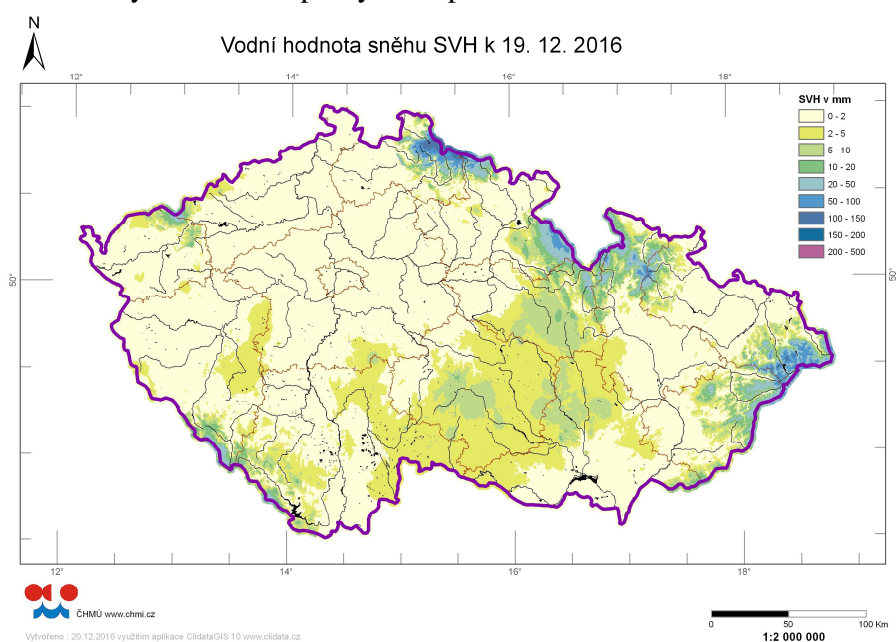 N
Vodní hodnota sněhu SVH k 19. 12. 2016
12° 14° 16° 18°
SVH v mm
0 - 2
2 - 5
6 10
10 - 20
20 - 50
50 - 100
100 - 150
150 - 200
200 - 500
50° 50°
12° 14° 16° 18°
ČHMÚ www.chmi.cz
0 50 100 Km
1:2 000 000
Vytvořeno : 20.12.2016 využitím aplikace ClidataGIS 10 www.clidata.cz